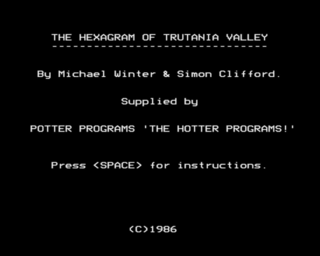 THE HEXAGRAM OF TRUTANIA VALLEY
-------------------------------
By Michael Winter & Simon Clifford.
Supplied by
POTTER PROGRAMS 'THE HOTTER PROGRAMS!'
Press <SPACE> for instructions.
(C)1986